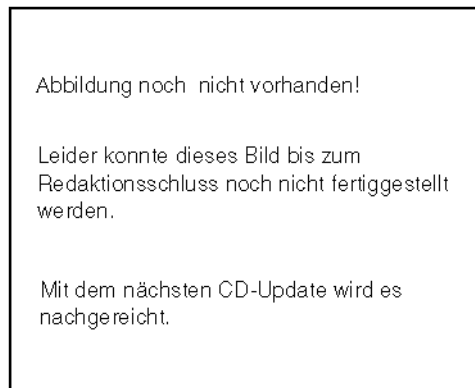 Abbildung noch nicht vorhanden!
Leider konnte dieses Bild bis zum
Redaktionsschluss noch nicht fertiggestellt
werden.
Mit dem nächsten CD-Update wird es
nachgereicht.